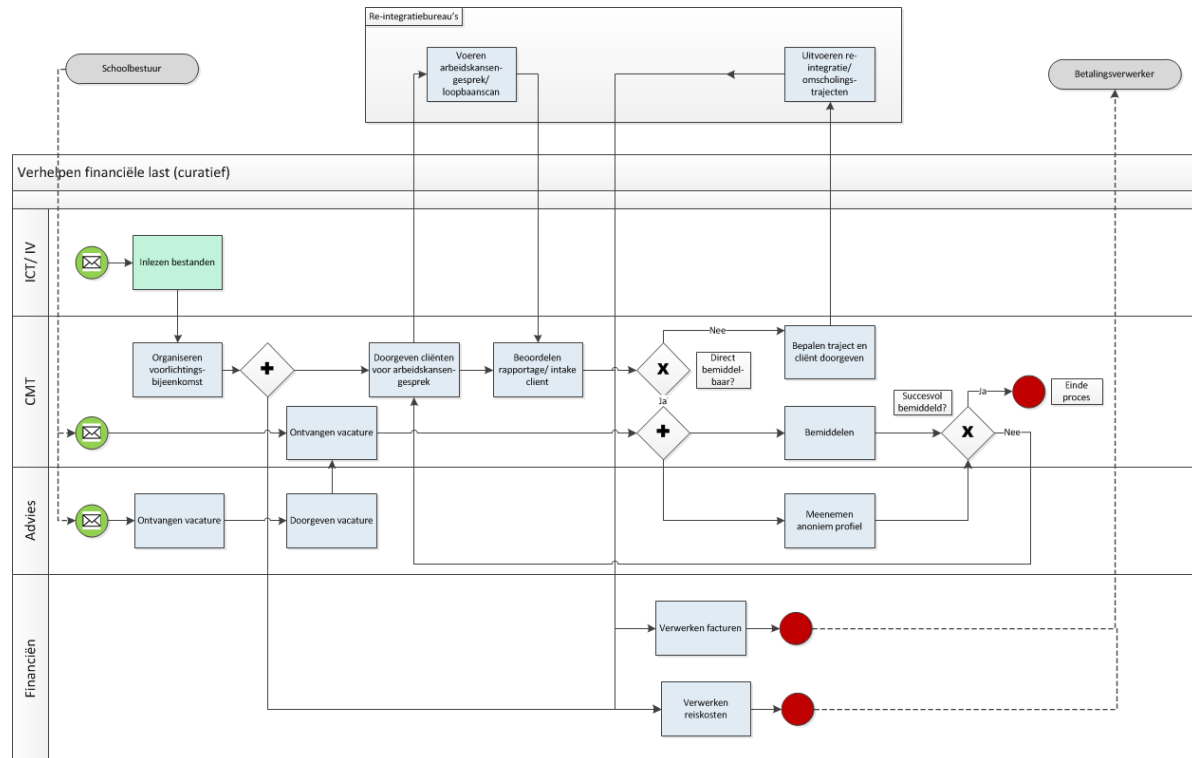 Re-integratiebureau's
Schoolbestuur
Voeren
arbeidskansen-
gesprek/
loopbaanscan
Uitvoeren re-
integratie/
omscholings-
trajecten
Betalingsverwerker
Verhelpen financiële last (curatief)
ICT/ IV
Inlezen bestanden
CMT
Organiseren
voorlichtings-
bijeenkomst
Doorgeven cliënten
voor arbeidskansen-
gesprek
Beoordelen
rapportage/ intake
client
Nee
Direct
bemiddel-
baar?
Bepalen traject en
cliënt doorgeven
Ja
Succesvol
bemiddeld?
Ja
Einde
proces
Ontvangen vacature
Bemiddelen
Nee
Advies
Ontvangen vacature
Doorgeven vacature
Meenemen
anoniem profiel
Financiën
Verwerken facturen
Verwerken
reiskosten